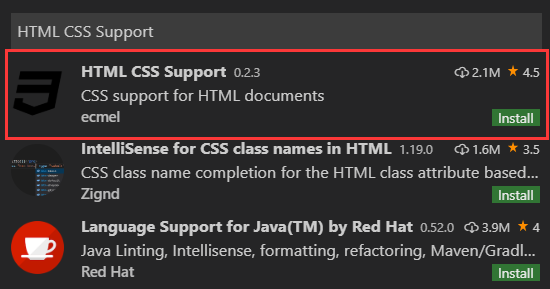 HTML CSS Support
HTML CSS Support 0.2.3 2.1M 4.5
CSS support for HTML documents
ecmel Install
IntelliSense for CSS class names in HTML 1.19.0 1.6M 3.5
CSS class name completion for the HTML class attribute based...
Zignd Install
Language Support for Java(TM) by Red Hat 0.52.0 3.9M 4
Java Linting, Intellisense, formatting, refactoring, Maven/Gradl...
Red Hat Install